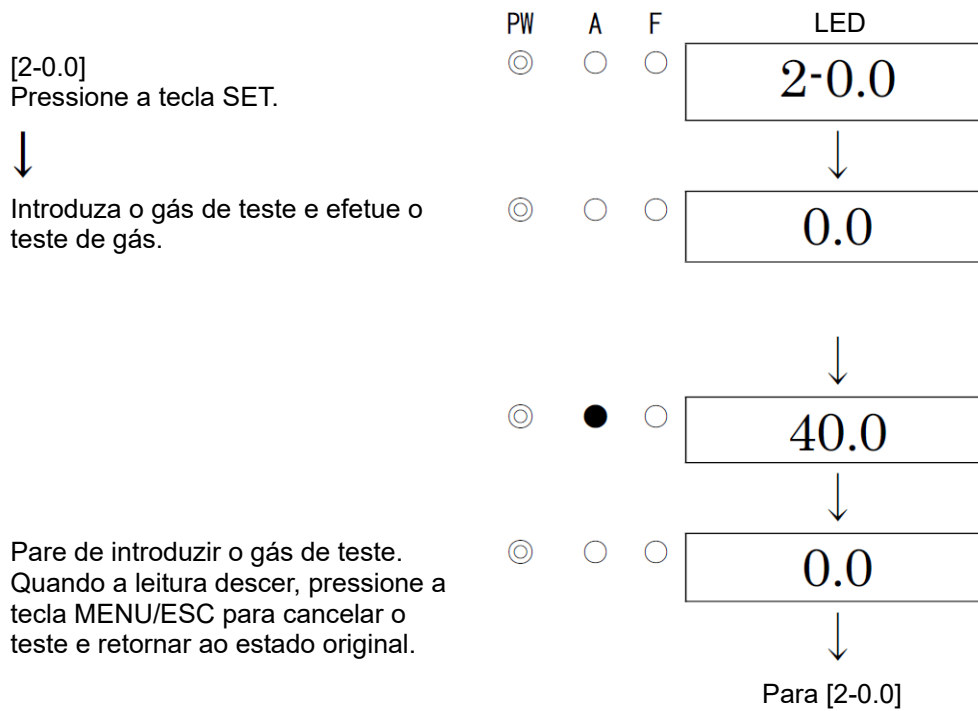 PW A F LED
[2-0.0]
Pressione a tecla SET.
2-0.0
Introduza o gás de teste e efetue o
teste de gás.
0.0
40.0
Pare de introduzir o gás de teste.
Quando a leitura descer, pressione a
tecla MENU/ESC para cancelar o
teste e retornar ao estado original.
0.0
Para [2-0.0]